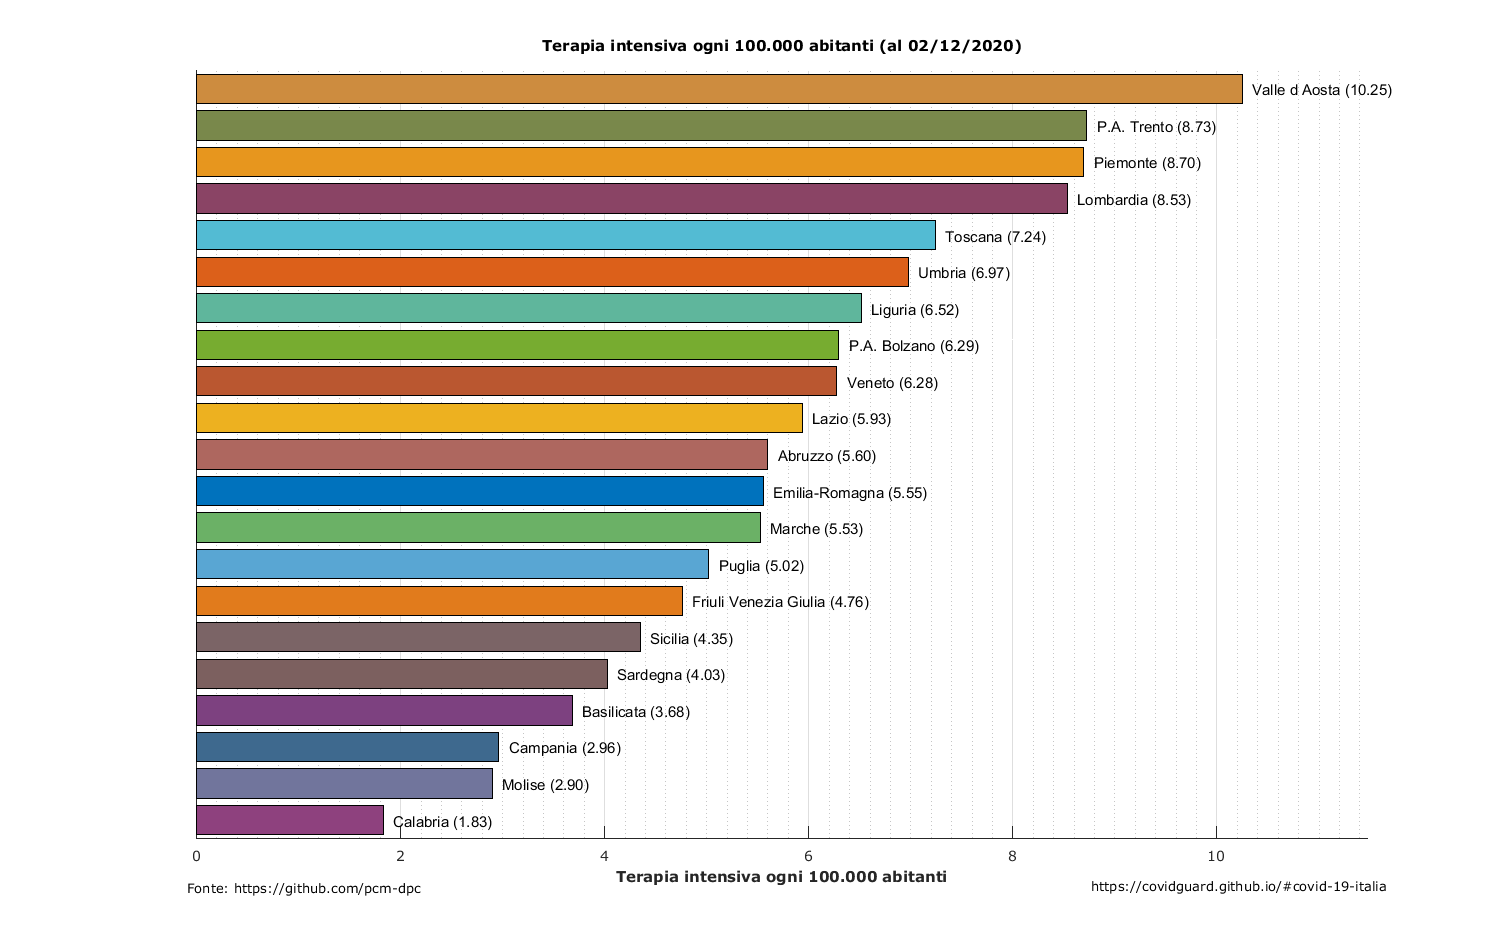 Terapia intensiva ogni 100.000 abitanti (al 02/12/2020)
Valle d Aosta (10.25)
P.A. Trento (8.73)
Piemonte (8.70)
Lombardia (8.53)
Toscana (7.24)
Umbria (6.97)
Liguria (6.52)
P.A. Bolzano (6.29)
Veneto (6.28)
Lazio (5.93)
Abruzzo (5.60)
Emilia-Romagna (5.55)
Marche (5.53)
Puglia (5.02)
Friuli Venezia Giulia (4.76)
Sicilia (4.35)
Sardegna (4.03)
Basilicata (3.68)
Campania (2.96)
Molise (2.90)
Calabria (1.83)
0 2 4 6 8 10
Terapia intensiva ogni 100.000 abitanti
Fonte: https://github.com/pcm-dpc
https://covidguard.github.io/#covid-19-italia